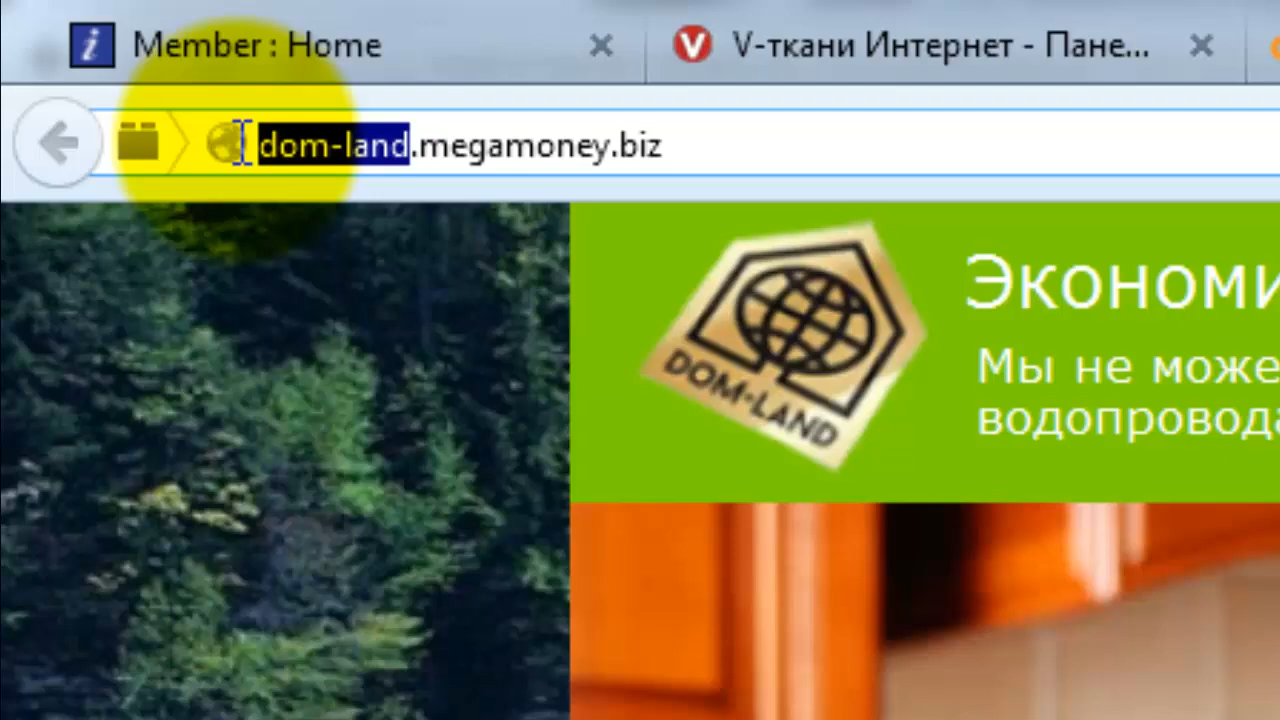 Member : Home
V-ткани Интернет - Пане...
dom-land.megamoney.biz
DOM-LAND
Экономи
Мы не може
водопровода